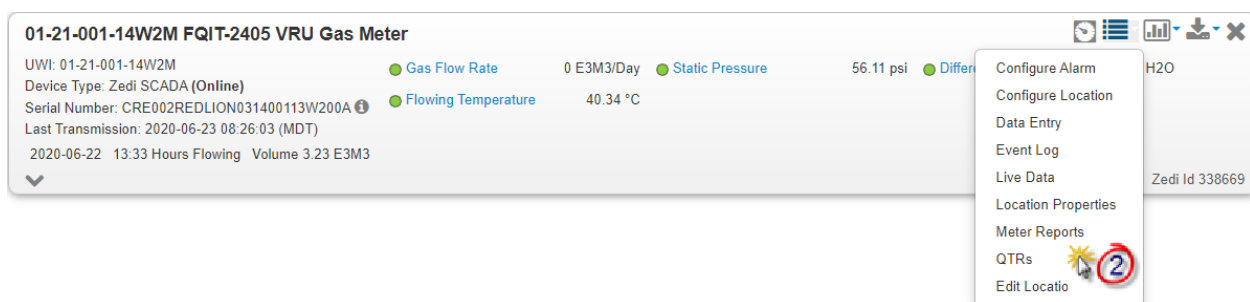 01-21-001-14W2M FQIT-2405 VRU Gas Meter
UWI: 01-21-001-14W2M
Device Type: Zedi SCADA (Online)
Serial Number: CRE002REDLION031400113W200A
Last Transmission: 2020-06-23 08:26:03 (MDT)
2020-06-22 13:33 Hours Flowing Volume 3.23 E3M3
Gas Flow Rate 0 E3M3/Day Static Pressure 56.11 psi Differe H2O
Flowing Temperature 40.34 °C
Configure Alarm
Configure Location
Data Entry
Event Log
Live Data
Location Properties
Meter Reports
QTRs
2
Edit Locatio
Zedi Id 338669